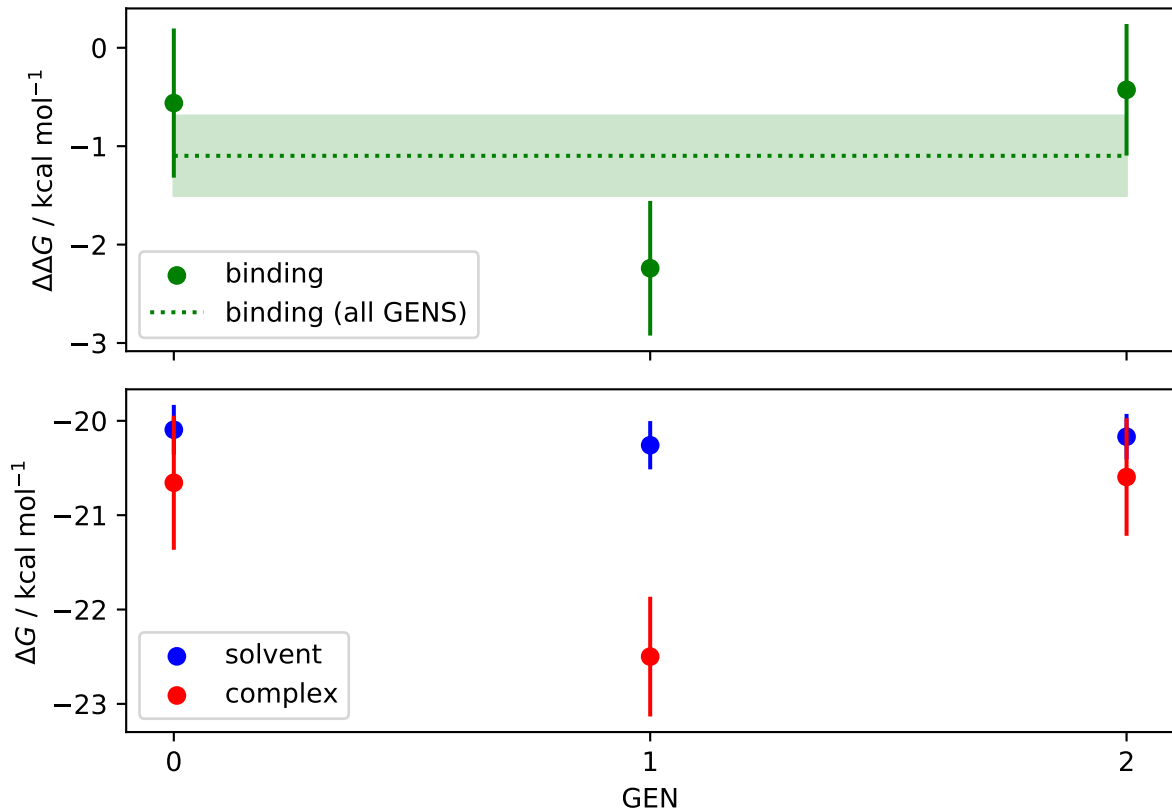 0
−1
−2
−3
ΔΔG / kcal mol⁻¹
binding
binding (all GENS)
−20
−21
−22
−23
ΔG / kcal mol⁻¹
solvent
complex
0 1 2
GEN